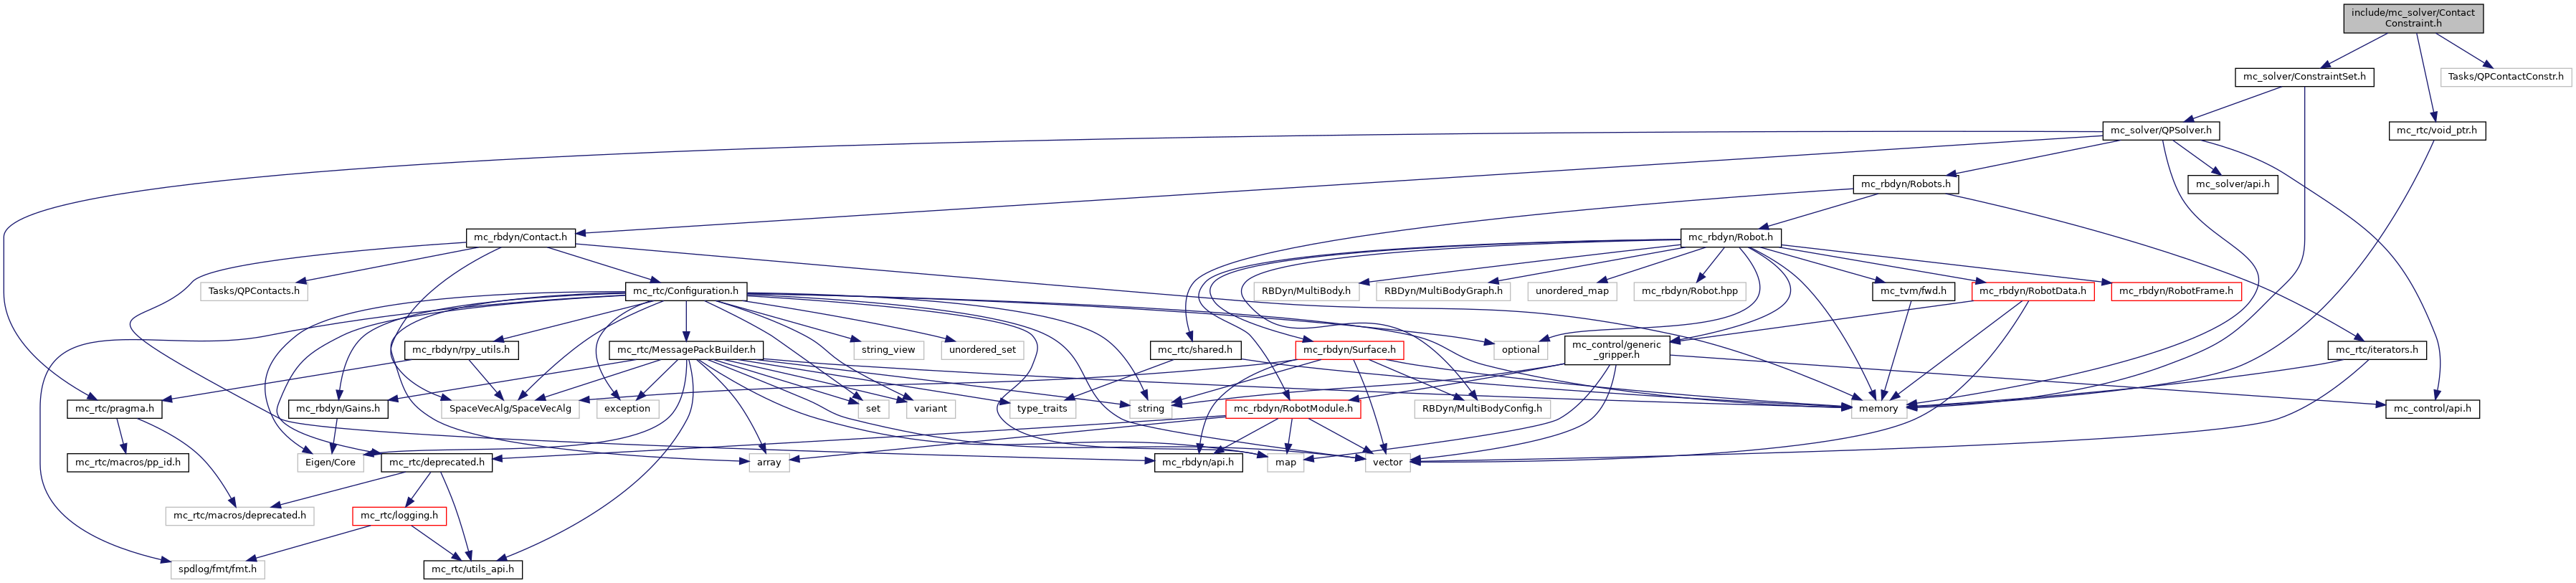 include/mc_solver/Contact
Constraint.h
mc_solver/ConstraintSet.h
Tasks/QPContactConstr.h
mc_solver/QPSolver.h
mc_rtc/void_ptr.h
mc_rbdyn/Robots.h
mc_solver/api.h
mc_rbdyn/Contact.h
mc_rbdyn/Robot.h
Tasks/QPContacts.h
mc_rtc/Configuration.h
RBDyn/MultiBody.h
RBDyn/MultiBodyGraph.h
unordered_map
mc_rbdyn/Robot.hpp
mc_tvm/fwd.h
mc_rbdyn/RobotData.h
mc_rbdyn/RobotFrame.h
mc_rbdyn/rpy_utils.h
mc_rtc/MessagePackBuilder.h
string_view
unordered_set
mc_rtc/shared.h
mc_rbdyn/Surface.h
optional
mc_control/generic
_gripper.h
mc_rtc/iterators.h
mc_rtc/pragma.h
mc_rbdyn/Gains.h
SpaceVecAlg/SpaceVecAlg
exception
set
variant
type_traits
string
mc_rbdyn/RobotModule.h
RBDyn/MultiBodyConfig.h
memory
mc_control/api.h
mc_rtc/macros/pp_id.h
Eigen/Core
mc_rtc/deprecated.h
array
mc_rbdyn/api.h
map
vector
mc_rtc/macros/deprecated.h
mc_rtc/logging.h
spdlog/fmt/fmt.h
mc_rtc/utils_api.h